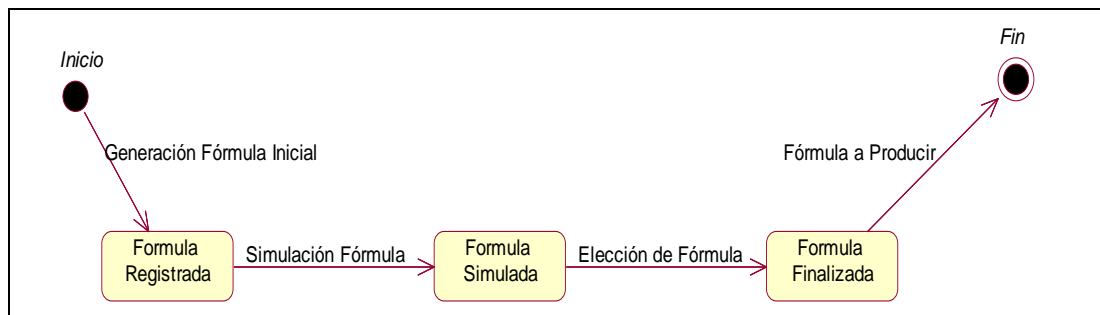 Inicio
Fin
Generación Fórmula Inicial
Fórmula a Producir
Formula
Registrada
Simulación Fórmula
Formula
Simulada
Elección de Fórmula
Formula
Finalizada